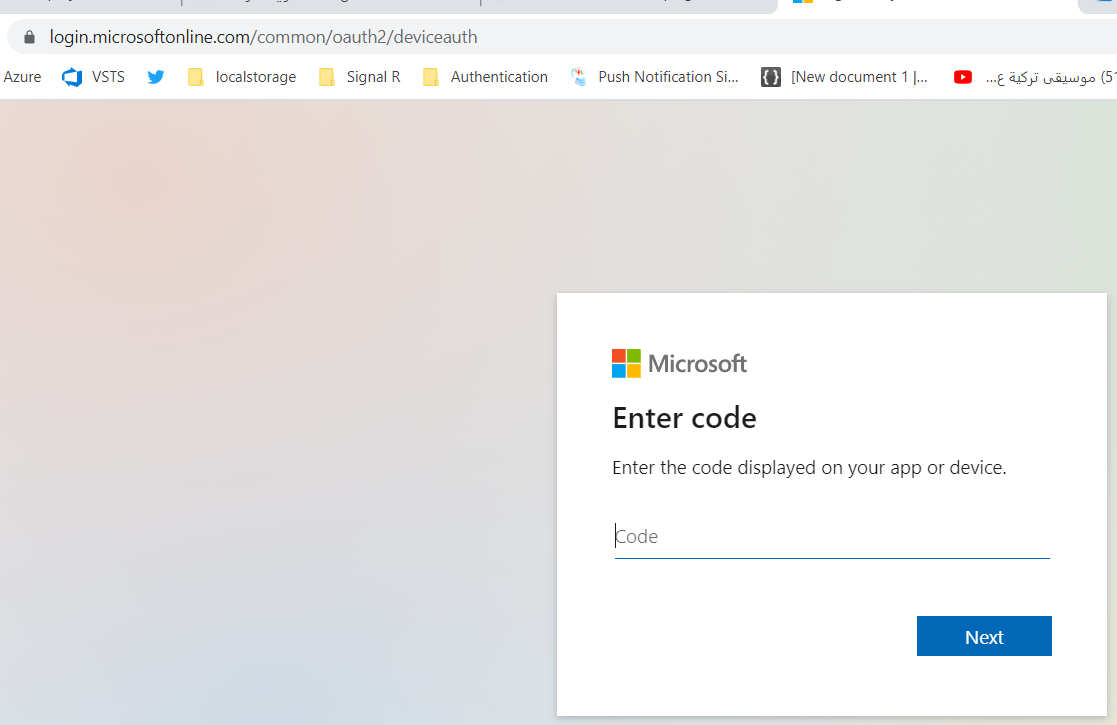 login.microsoftonline.com/common/oauth2/deviceauth
Azure VSTS localstorage Signal R Authentication Push Notification Si... [New document 1 |... موسيقى تركية ع...
Microsoft
Enter code
Enter the code displayed on your app or device.
Code
Next